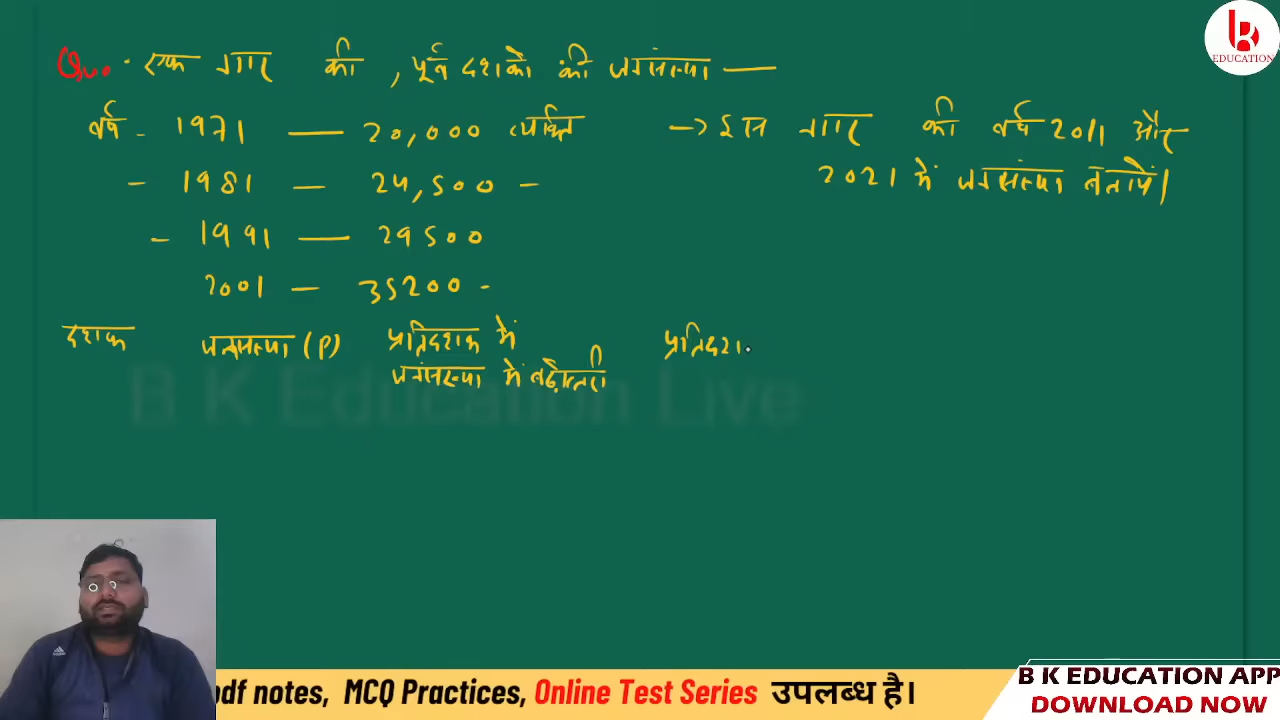 Que. एक नगर की, पूर्व दशको की जनसंख्या —
वर्ष - 1971 — 20,000 व्यक्ति
- 1981 — 24,500 -
- 1991 — 29500
2001 — 35200 -
→ इस नगर की वर्ष 2011 और
2021 में जनसंख्या बतायें|
दशक जनसंख्या (P) प्रतिदशक में
जनसंख्या में बढ़ोतरी
प्रतिदश
B K Education Live
EDUCATION
pdf notes, MCQ Practices, Online Test Series उपलब्ध है।
B K EDUCATION APP
DOWNLOAD NOW